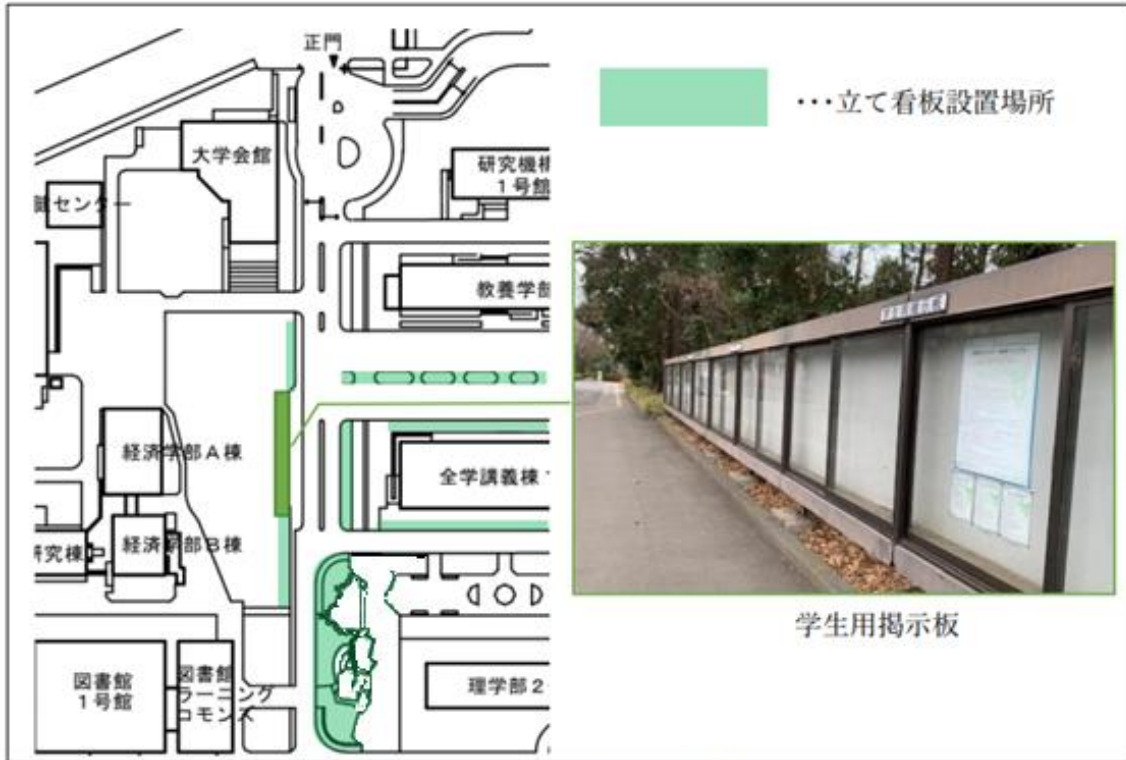 正門
・・・立て看板設置場所
大学会館
研究機構
1号館
センター
教養学部
経済学部A棟
全学講義棟1
経済学部B棟
研究棟
学生用掲示板
図書館
1号館
図書館
ラーニング
コモンズ
理学部2